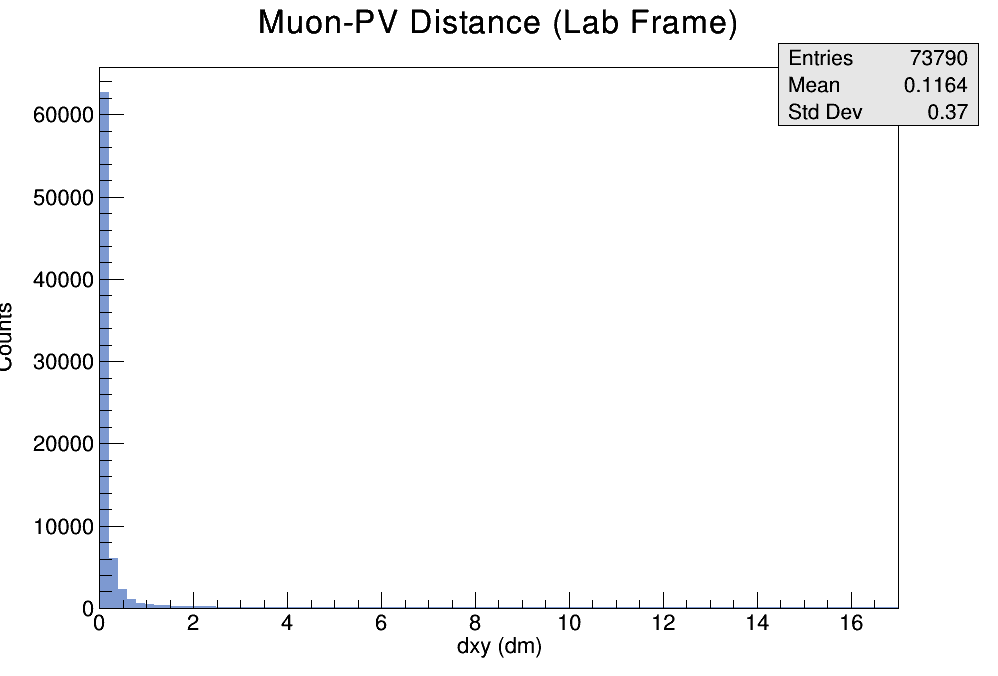 Muon-PV Distance (Lab Frame)
Entries 73790
Mean 0.1164
Std Dev 0.37
60000
50000
40000
30000
20000
10000
0
Counts
0 2 4 6 8 10 12 14 16
dxy (dm)